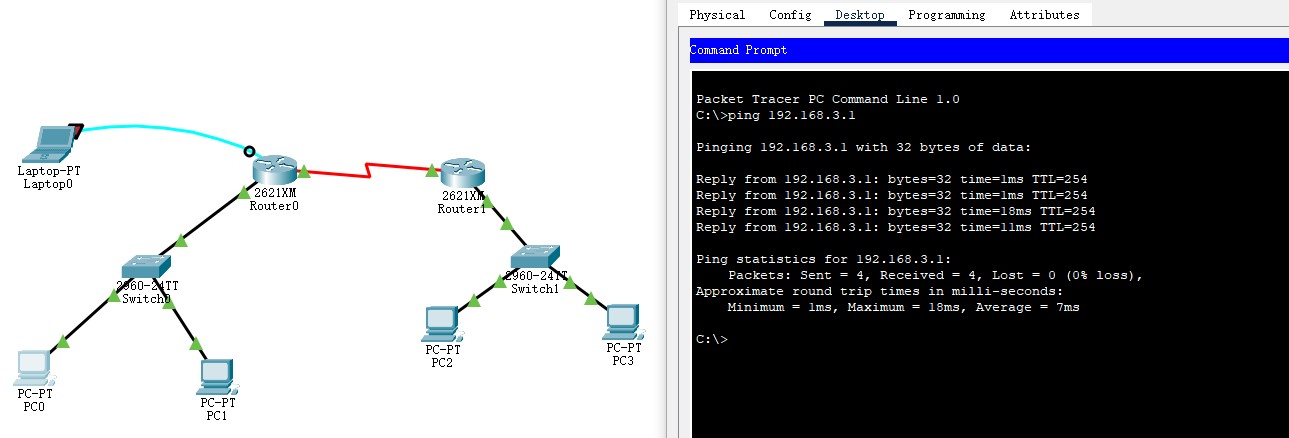 Physical Config Desktop Programming Attributes
Command Prompt
Packet Tracer PC Command Line 1.0
C:\>ping 192.168.3.1
Pinging 192.168.3.1 with 32 bytes of data:
Reply from 192.168.3.1: bytes=32 time=1ms TTL=254
Reply from 192.168.3.1: bytes=32 time=1ms TTL=254
Reply from 192.168.3.1: bytes=32 time=18ms TTL=254
Reply from 192.168.3.1: bytes=32 time=11ms TTL=254
Ping statistics for 192.168.3.1:
Packets: Sent = 4, Received = 4, Lost = 0 (0% loss),
Approximate round trip times in milli-seconds:
Minimum = 1ms, Maximum = 18ms, Average = 7ms
C:\>
Laptop-PT
Laptop0
2621XM
Router0
2621XM
Router1
2960-24TT
Switch0
2960-24TT
Switch1
PC-PT
PC0
PC-PT
PC1
PC-PT
PC2
PC-PT
PC3